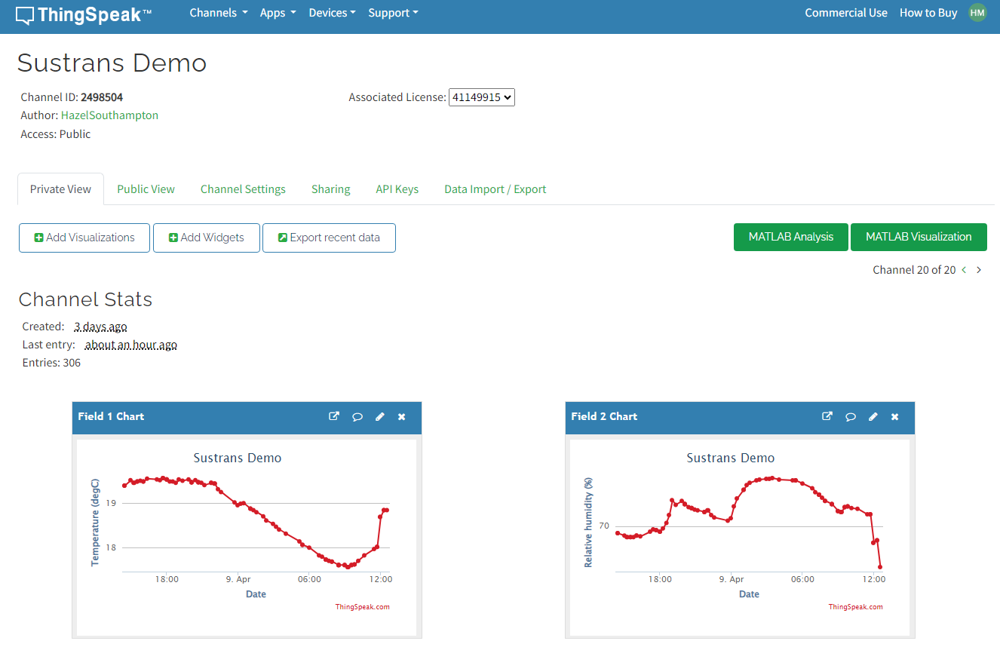 ThingSpeak™ Channels Apps Devices Support Commercial Use How to Buy HM
Sustrans Demo
Channel ID: 2498504
Associated License: 41149915
Author: HazelSouthampton
Access: Public
Private View Public View Channel Settings Sharing API Keys Data Import / Export
Add Visualizations Add Widgets Export recent data MATLAB Analysis MATLAB Visualization
Channel 20 of 20 < >
Channel Stats
Created: 3 days ago
Last entry: about an hour ago
Entries: 306
Field 1 Chart
Sustrans Demo
Temperature (degC)
19
18
18:00 9. Apr 06:00 12:00
Date
ThingSpeak.com
Field 2 Chart
Sustrans Demo
Relative humidity (%)
70
18:00 9. Apr 06:00 12:00
Date
ThingSpeak.com